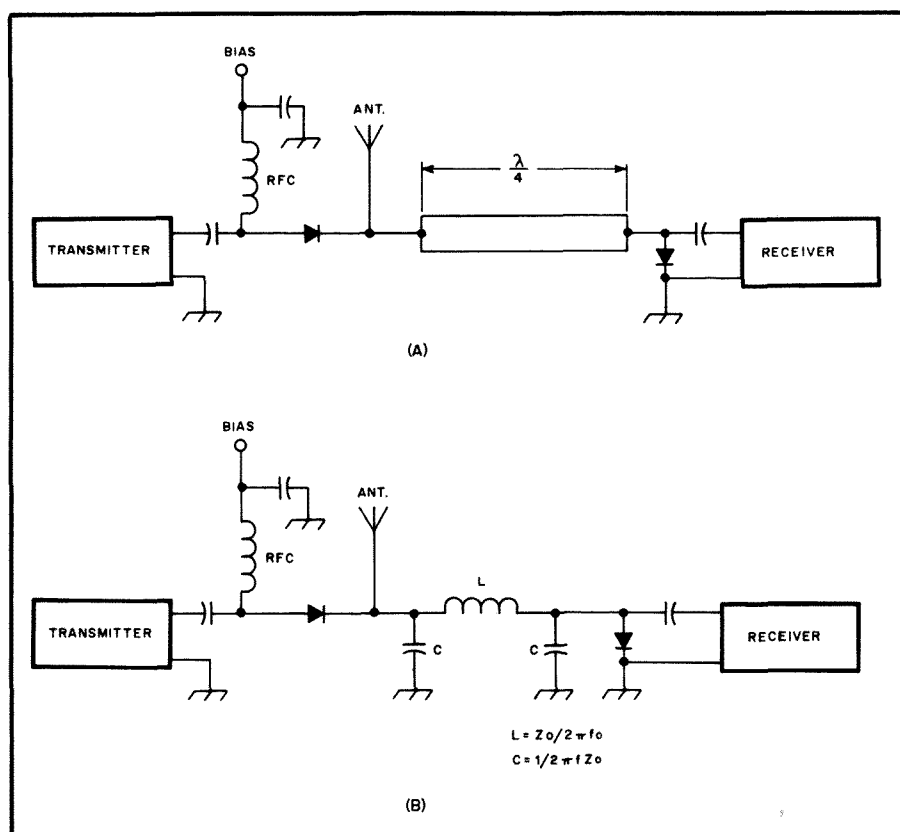 BIAS
ANT.
RFC
λ/4
TRANSMITTER
RECEIVER
(A)
BIAS
ANT.
RFC
L
TRANSMITTER
C
C
RECEIVER
L = Zo/2πfo
C = 1/2πfZo
(B)